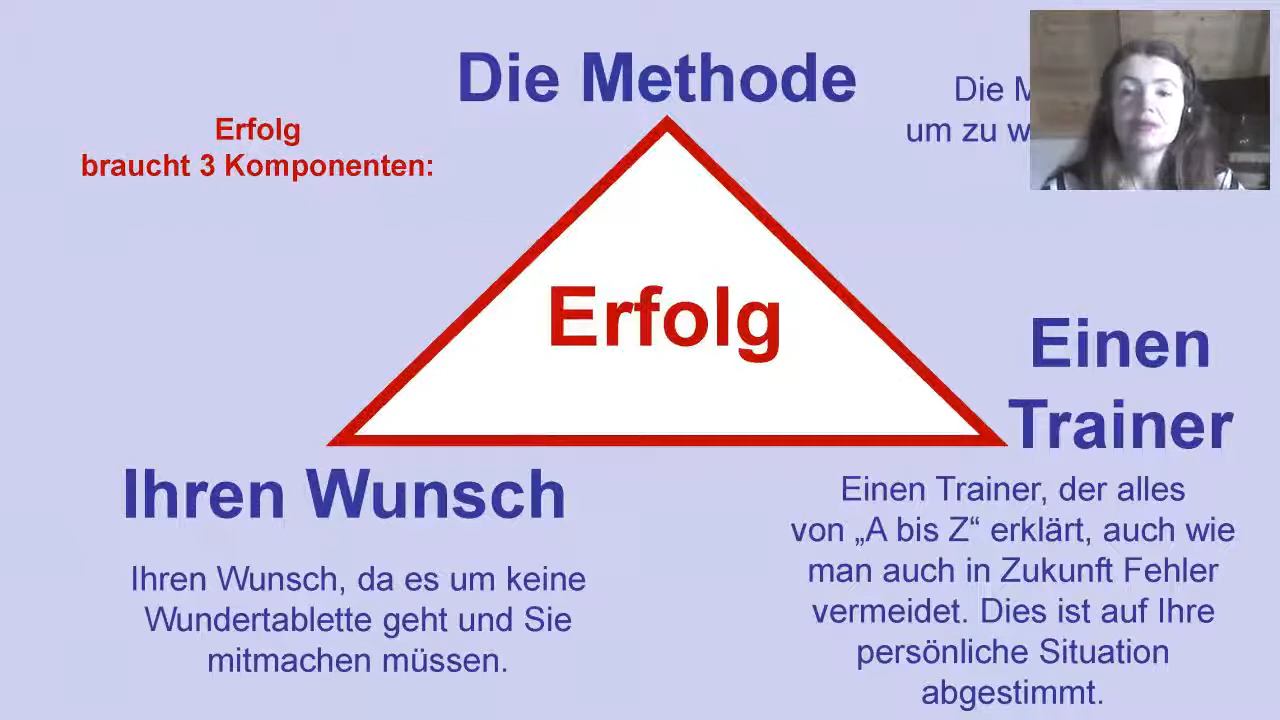 Die Methode
Erfolg
braucht 3 Komponenten:
Die
um zu
Erfolg
Einen
Trainer
Ihren Wunsch
Ihren Wunsch, da es um keine
Wundertablette geht und Sie
mitmachen müssen.
Einen Trainer, der alles
von „A bis Z“ erklärt, auch wie
man auch in Zukunft Fehler
vermeidet. Dies ist auf Ihre
persönliche Situation
abgestimmt.